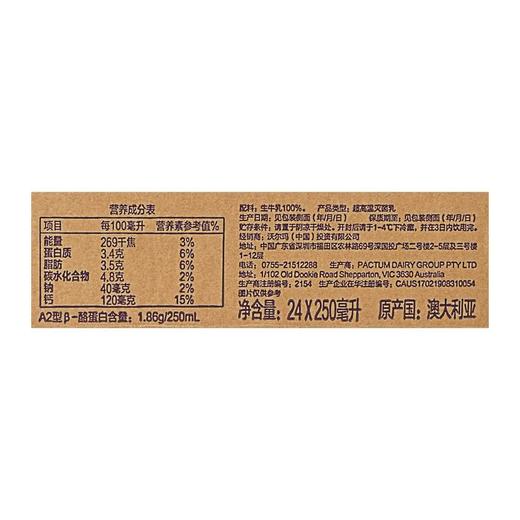 营养成分表
项目 每100毫升 营养素参考值%
能量 269千焦 3%
蛋白质 3.4克 6%
脂肪 3.5克 6%
碳水化合物 4.8克 2%
钠 40毫克 2%
钙 120毫克 15%
A2型β-酪蛋白含量：1.86g/250mL
配料：生牛乳100%。 产品类型：超高温灭菌乳
生产日期：见包装侧面（年/月/日） 保质期至：见包装侧面（年/月/日）
贮存条件：请置于阴凉干燥处。开封后请于1-4℃下冷藏，并在3日内饮用完。
经销商：沃尔玛（中国）投资有限公司
地址：中国广东省深圳市福田区农林路69号深国投广场二号楼2-5层及三号楼
1-12层
电话：0755-21512288 生产商：PACTUM DAIRY GROUP PTY LTD
地址：1/102 Old Dookie Road Shepparton, VIC 3630 Australia
生产商注册编号：2154 生产企业在华注册编号：CAUS17021908310054
图片仅供参考
净含量：24X250毫升 原产国：澳大利亚